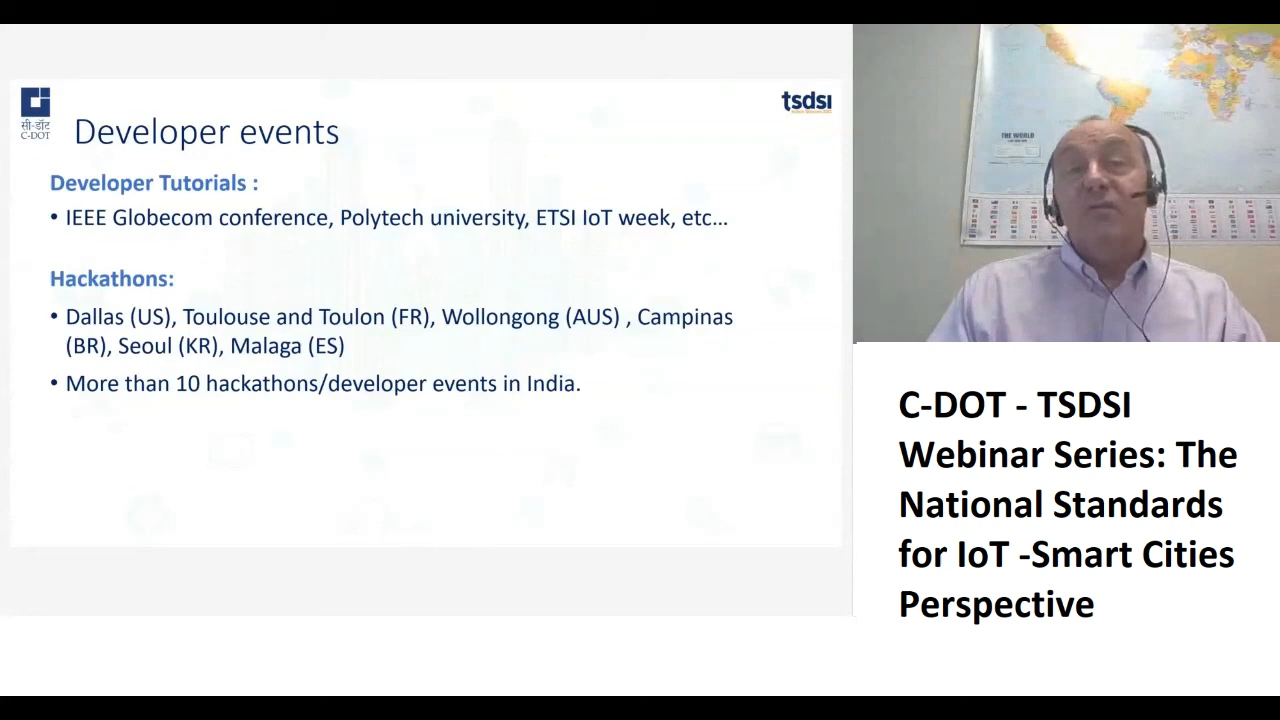 सी-डॉट
C-DOT
tsdsi
Developer events
Developer Tutorials :
• IEEE Globecom conference, Polytech university, ETSI IoT week, etc…
Hackathons:
• Dallas (US), Toulouse and Toulon (FR), Wollongong (AUS) , Campinas
(BR), Seoul (KR), Malaga (ES)
• More than 10 hackathons/developer events in India.
THE WORLD
C-DOT - TSDSI
Webinar Series: The
National Standards
for IoT -Smart Cities
Perspective